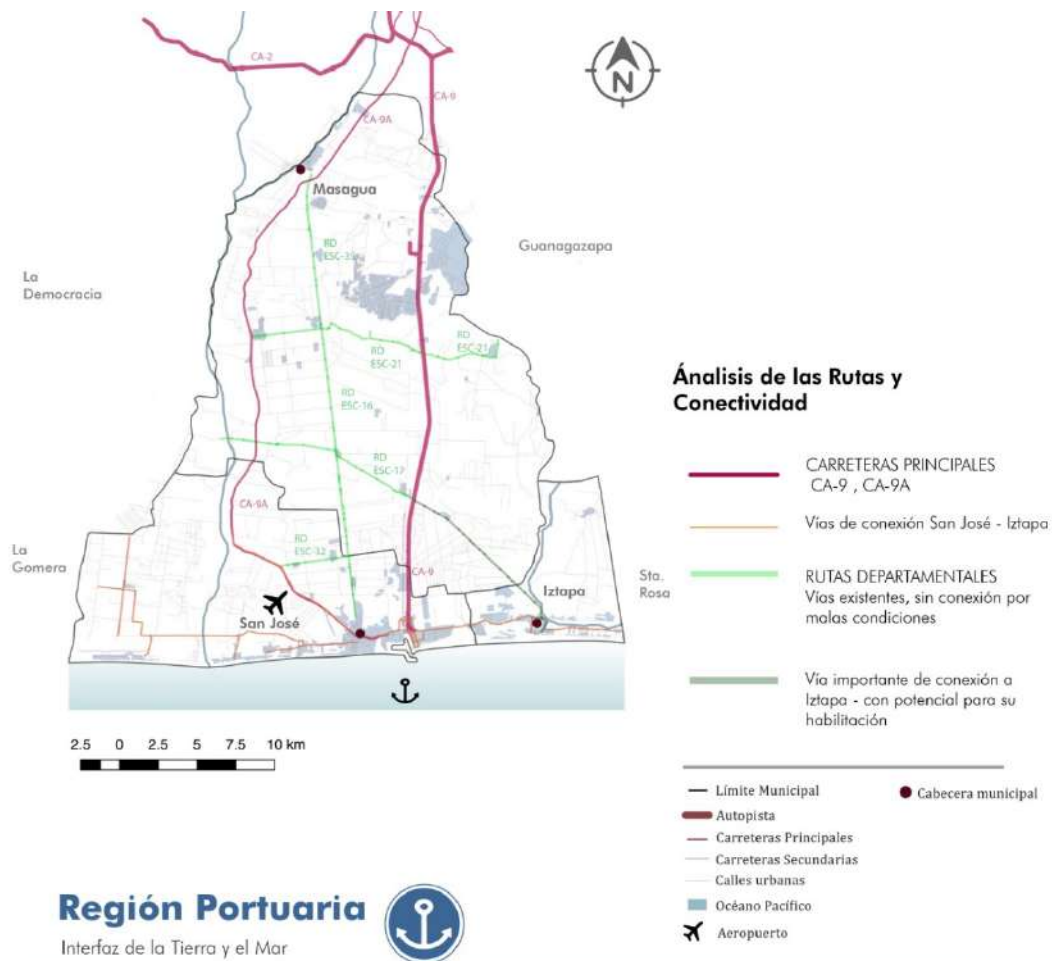 CA-2
CA-9
CA-9A
Masagua
Guanagazapa
La
Democracia
RD
ESC-35
RD
ESC-21
RD
ESC-21
RD
ESC-16
RD
ESC-17
CA-9A
RD
ESC-32
CA-9
La
Gomera
San José
Iztapa
Sta.
Rosa
N
2.5 0 2.5 5 7.5 10 km
Ánalisis de las Rutas y
Conectividad
CARRETERAS PRINCIPALES
CA-9 , CA-9A
Vías de conexión San José - Iztapa
RUTAS DEPARTAMENTALES
Vías existentes, sin conexión por
malas condiciones
Vía importante de conexión a
Iztapa - con potencial para su
habilitación
Límite Municipal
Cabecera municipal
Autopista
Carreteras Principales
Carreteras Secundarias
Calles urbanas
Océano Pacífico
Aeropuerto
Región Portuaria
Interfaz de la Tierra y el Mar